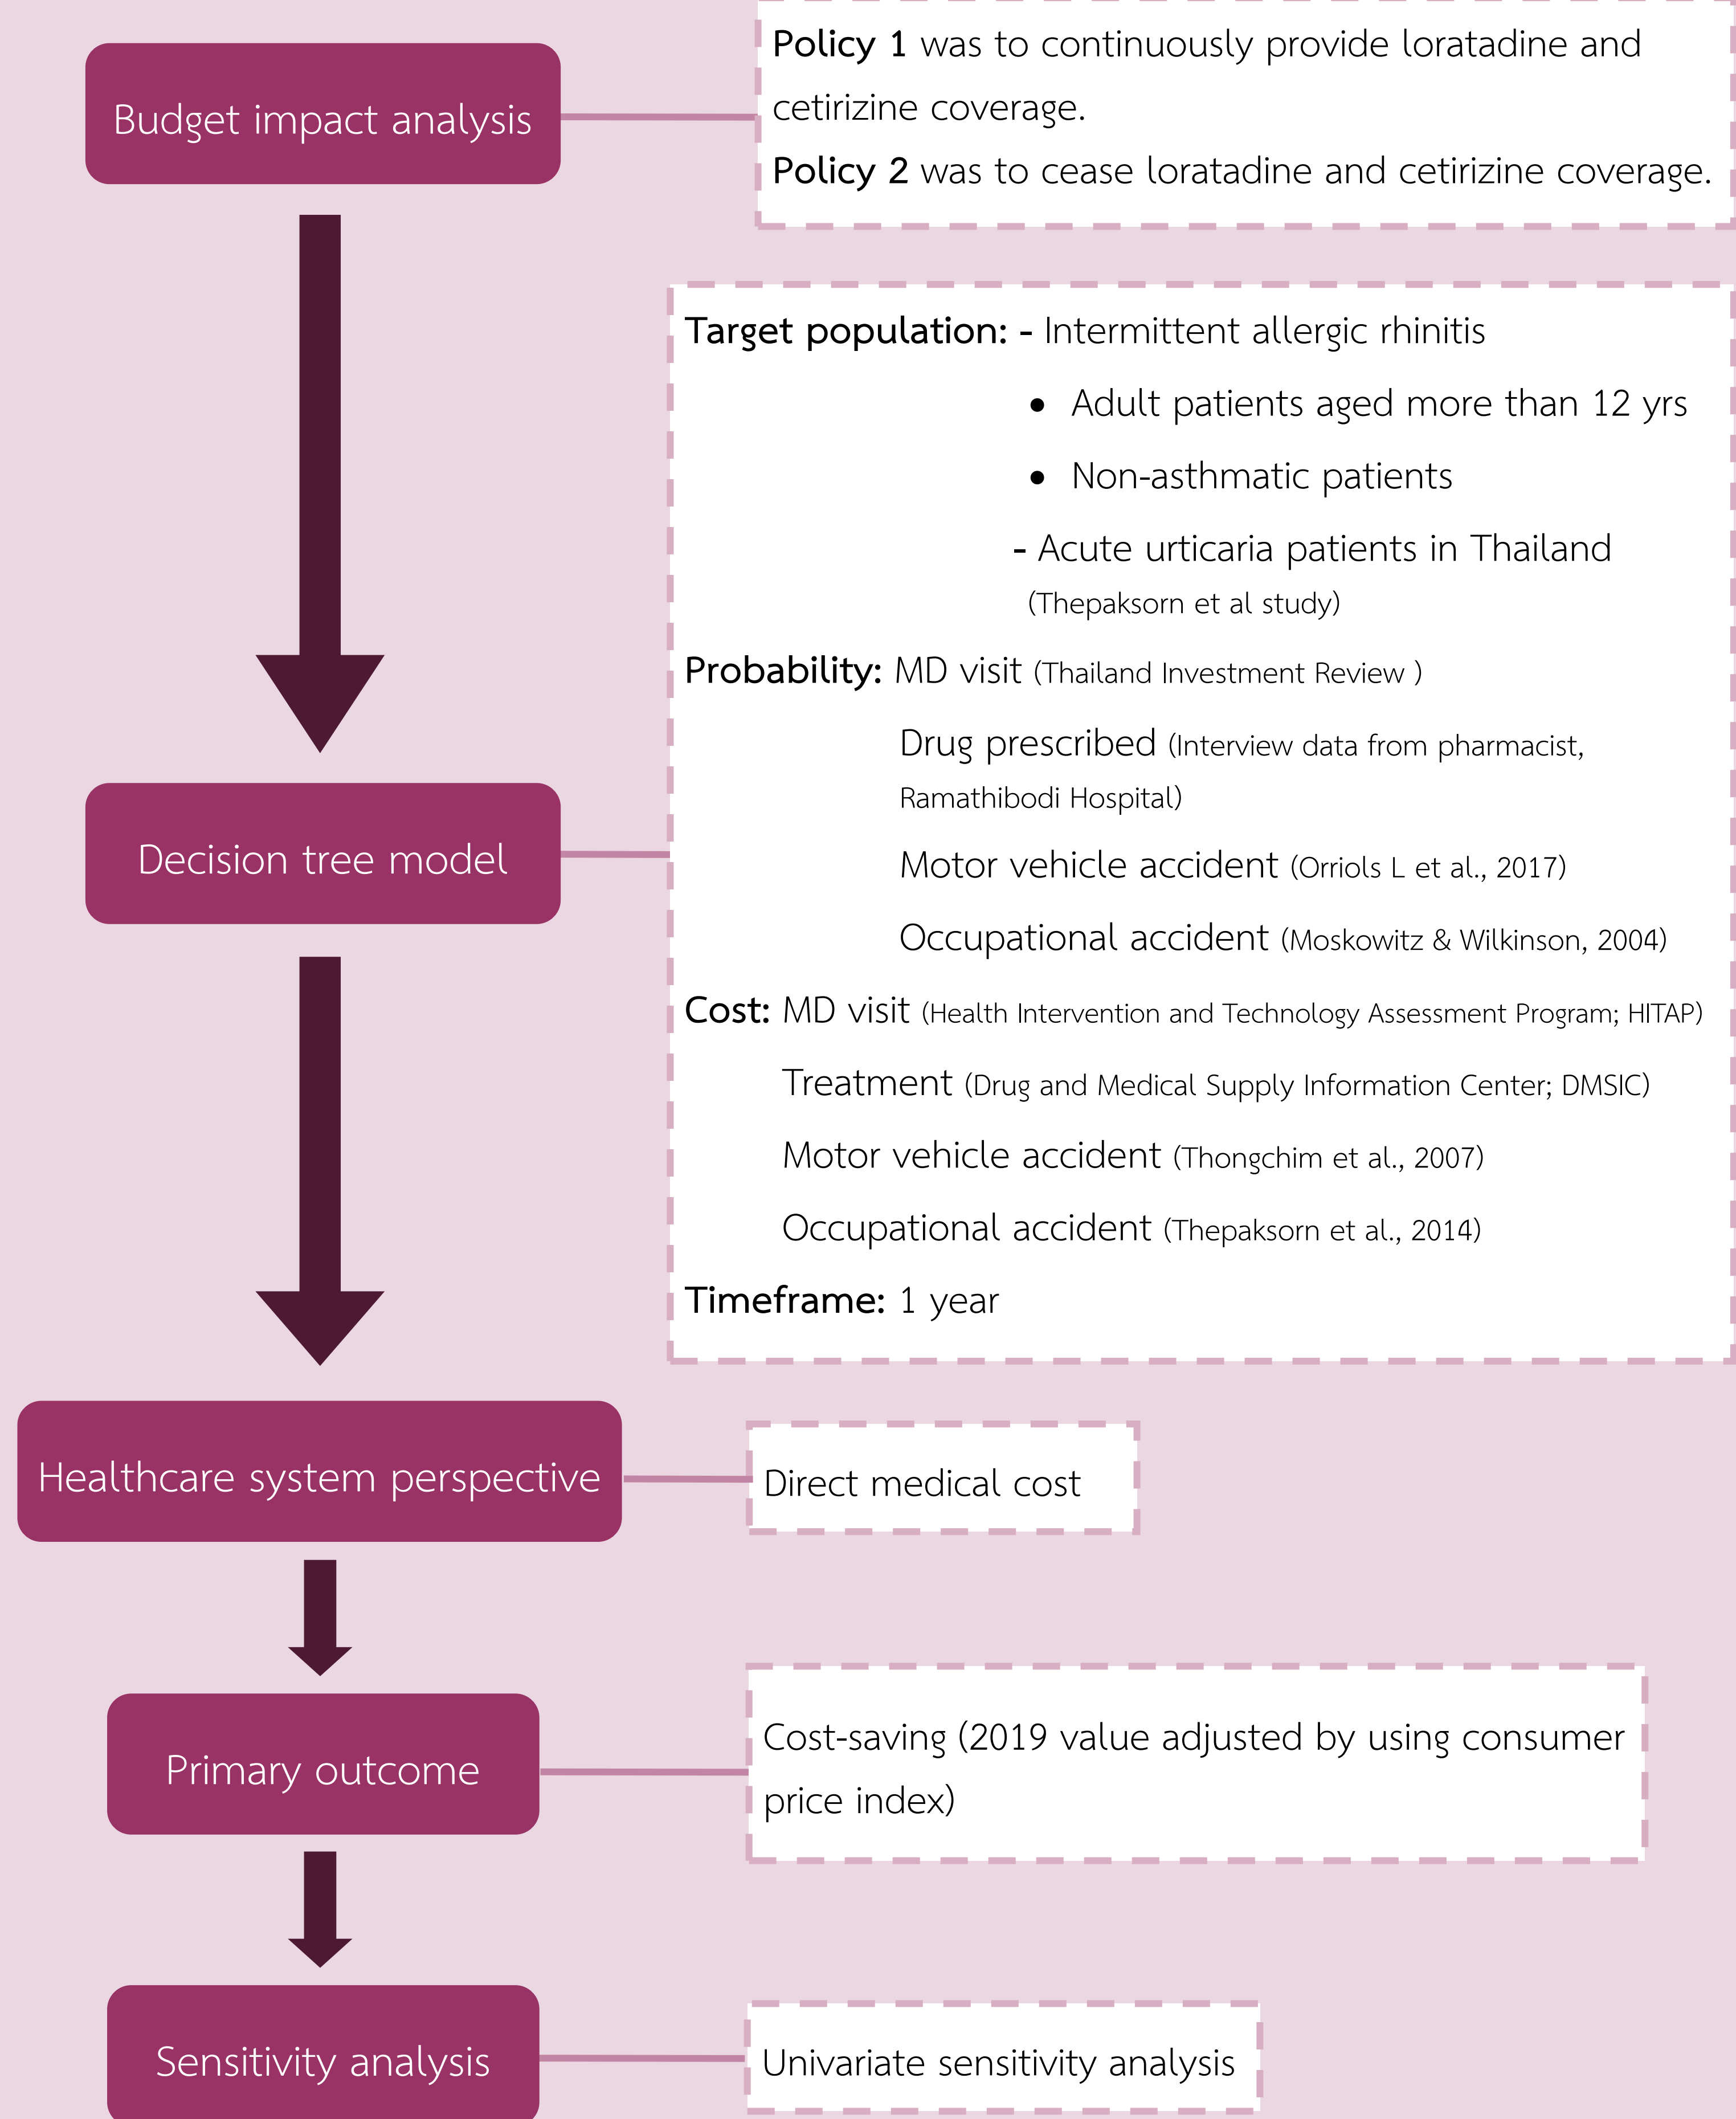 Budget impact analysis
Policy 1 was to continuously provide loratadine and
cetirizine coverage.
Policy 2 was to cease loratadine and cetirizine coverage.
Decision tree model
Target population: - Intermittent allergic rhinitis
• Adult patients aged more than 12 yrs
• Non-asthmatic patients
- Acute urticaria patients in Thailand
(Thepaksorn et al study)
Probability: MD visit (Thailand Investment Review )
Drug prescribed (Interview data from pharmacist,
Ramathibodi Hospital)
Motor vehicle accident (Orriols L et al., 2017)
Occupational accident (Moskowitz & Wilkinson, 2004)
Cost: MD visit (Health Intervention and Technology Assessment Program; HITAP)
Treatment (Drug and Medical Supply Information Center; DMSIC)
Motor vehicle accident (Thongchim et al., 2007)
Occupational accident (Thepaksorn et al., 2014)
Timeframe: 1 year
Healthcare system perspective
Direct medical cost
Primary outcome
Cost-saving (2019 value adjusted by using consumer
price index)
Sensitivity analysis
Univariate sensitivity analysis